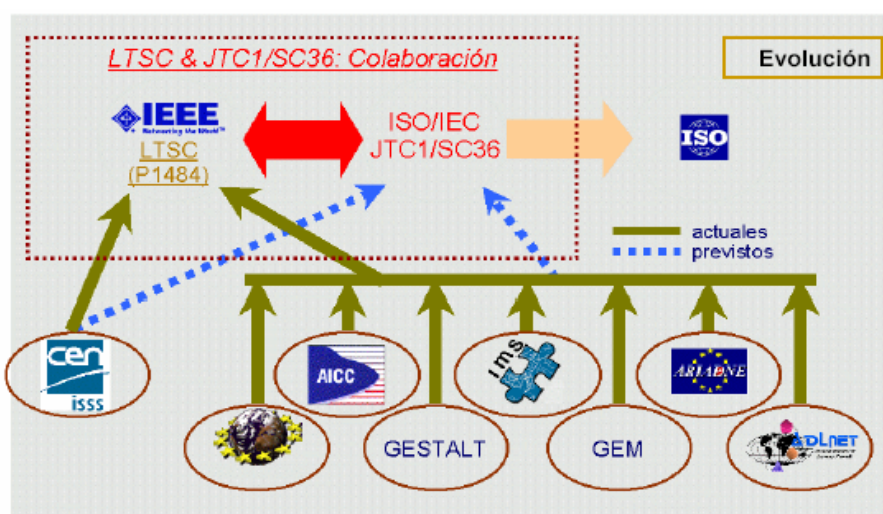 LTSC & JTC1/SC36: Colaboración
Evolución
IEEE
Networking the World™
LTSC
(P1484)
ISO/IEC
JTC1/SC36
ISO
actuales
previstos
cen
isss
AICC
ims
ARIADNE
GESTALT
GEM
ADLNET